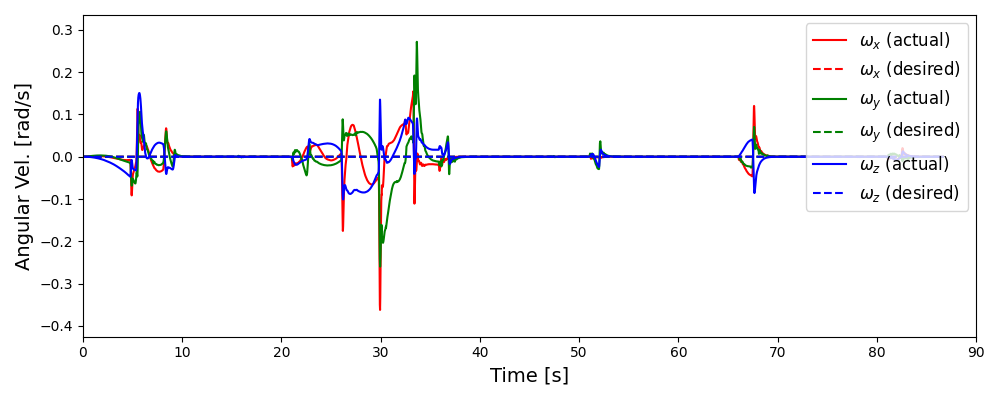 0.3
0.2
0.1
0.0
−0.1
−0.2
−0.3
−0.4
Angular Vel. [rad/s]
0 10 20 30 40 50 60 70 80 90
Time [s]
ωx (actual)
ωx (desired)
ωy (actual)
ωy (desired)
ωz (actual)
ωz (desired)